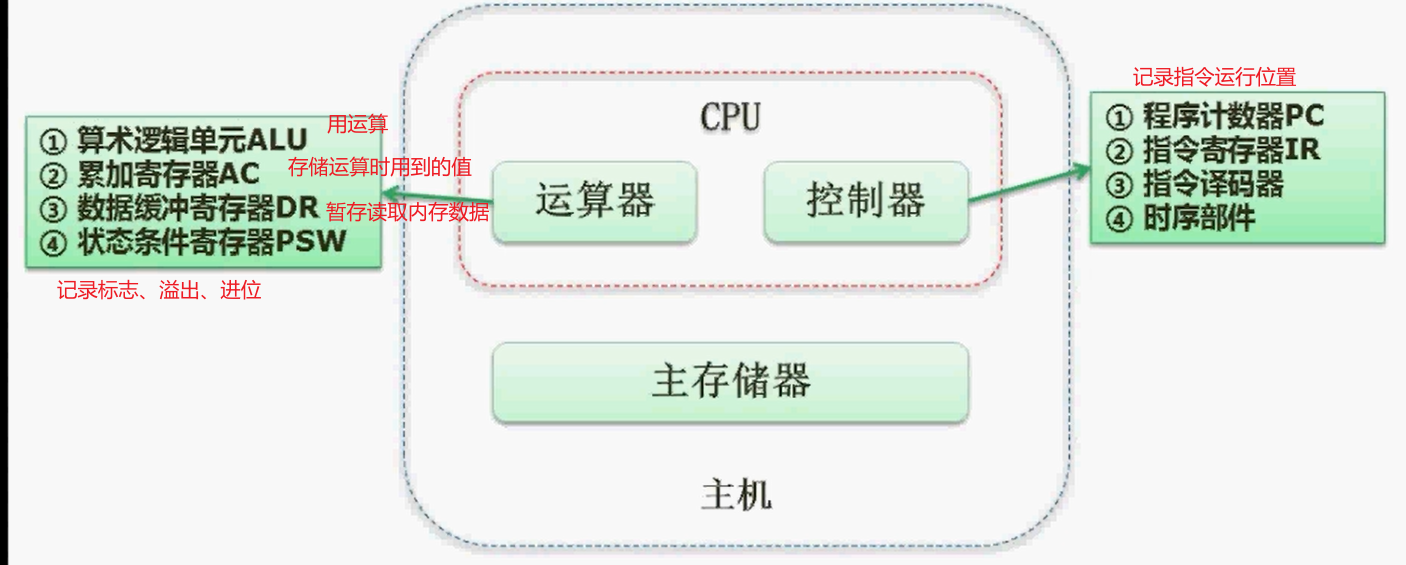 记录指令运行位置
CPU
① 算术逻辑单元ALU
用运算
② 累加寄存器AC
存储运算时用到的值
③ 数据缓冲寄存器DR
暂存读取内存数据
④ 状态条件寄存器PSW
记录标志、溢出、进位
运算器
控制器
① 程序计数器PC
② 指令寄存器IR
③ 指令译码器
④ 时序部件
主存储器
主机